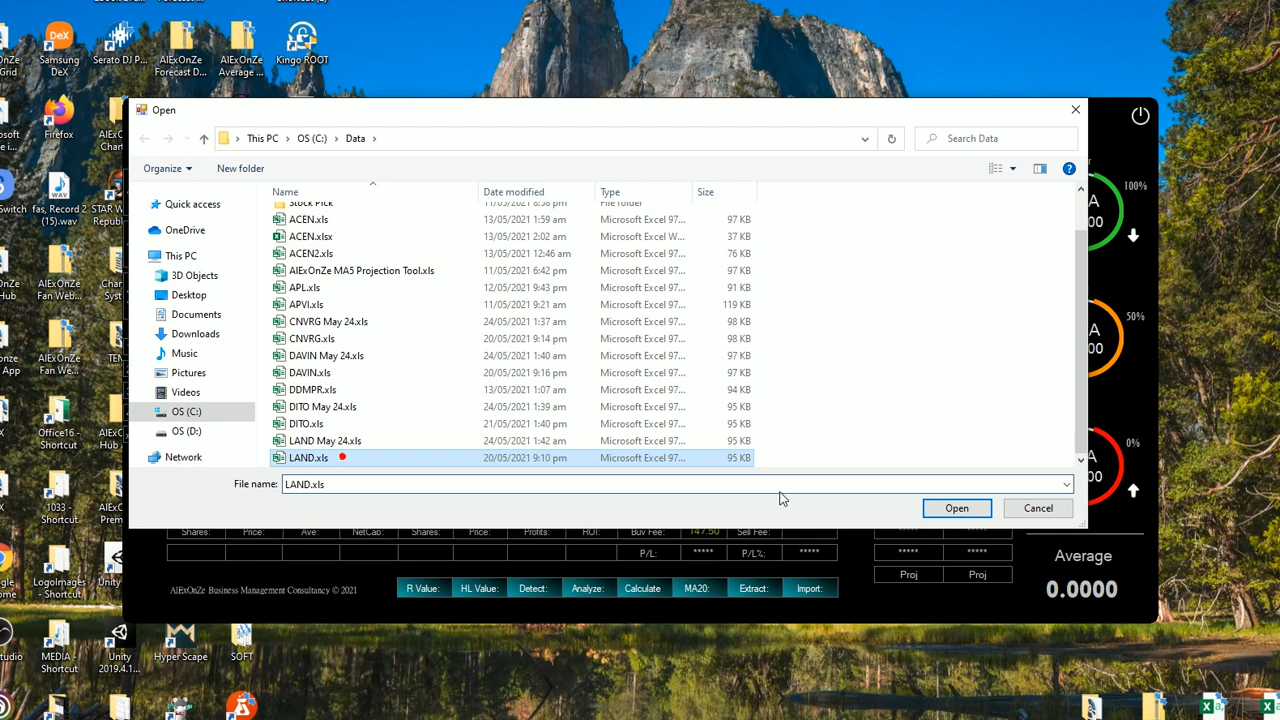 Samsung
DeX
Serato DJ P...
AlExOnZe
Forecast D...
AlExOnZe
Average ...
Kingo ROOT
Grid
Firefox
Switch
fas, Record 2
(15).wav
Hub
AlExOnZe
Fan Web...
App
AlExOnZe
Fan We...
Office16 -
Shortcut
1033 -
Shortcut
LogoImages
- Shortcut
MEDIA -
Shortcut
Unity
2019.4.1...
Hyper Scape
SOFT
Open
This PC
OS (C:)
Data
Search Data
Organize
New folder
Name
Date modified
Type
Size
Quick access
OneDrive
This PC
3D Objects
Desktop
Documents
Downloads
Music
Pictures
Videos
OS (C:)
OS (D:)
Network
Stock Pick
ACEN.xls 13/05/2021 1:59 am Microsoft Excel 97... 97 KB
ACEN.xlsx 13/05/2021 2:02 am Microsoft Excel W... 37 KB
ACEN2.xls 13/05/2021 12:46 am Microsoft Excel 97... 76 KB
AlExOnZe MA5 Projection Tool.xls 11/05/2021 6:42 pm Microsoft Excel 97... 97 KB
APL.xls 12/05/2021 9:43 pm Microsoft Excel 97... 91 KB
APVI.xls 11/05/2021 9:21 am Microsoft Excel 97... 119 KB
CNVRG May 24.xls 24/05/2021 1:37 am Microsoft Excel 97... 98 KB
CNVRG.xls 20/05/2021 9:14 pm Microsoft Excel 97... 98 KB
DAVIN May 24.xls 24/05/2021 1:40 am Microsoft Excel 97... 97 KB
DAVIN.xls 20/05/2021 9:16 pm Microsoft Excel 97... 97 KB
DDMPR.xls 13/05/2021 1:07 am Microsoft Excel 97... 94 KB
DITO May 24.xls 24/05/2021 1:39 am Microsoft Excel 97... 95 KB
DITO.xls 21/05/2021 1:40 pm Microsoft Excel 97... 95 KB
LAND May 24.xls 24/05/2021 1:42 am Microsoft Excel 97... 95 KB
LAND.xls 20/05/2021 9:10 pm Microsoft Excel 97... 95 KB
File name: LAND.xls
Open
Cancel
100%
50%
0%
Shares: Price: Ave: NetCap: Shares: Price: Profits: ROI: Buy Fee: 147.50 Sell Fee:
P/L: ***** P/L%: ***** ***** *****
Proj Proj
Average
0.0000
AlExOnZe Business Management Consultancy © 2021
R Value: HL Value: Detect: Analyze: Calculate MA20: Extract: Import: